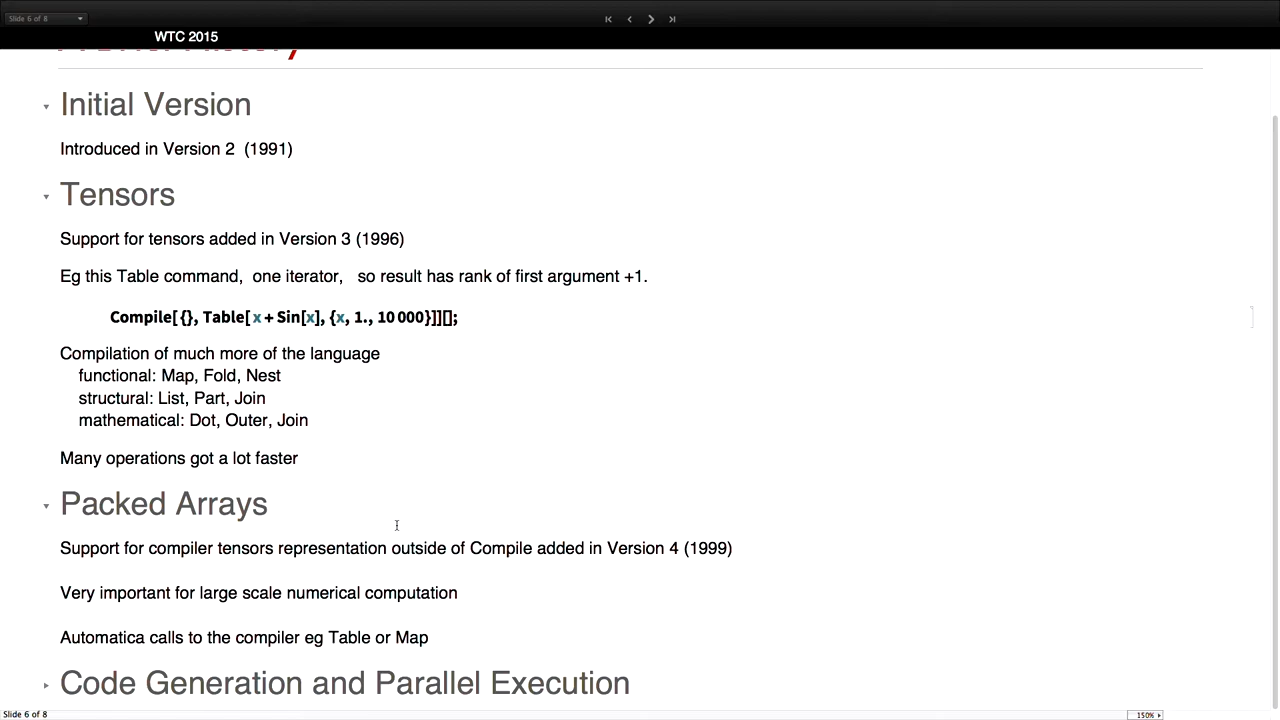 Slide 6 of 8
WTC 2015
Initial Version
Introduced in Version 2 (1991)
Tensors
Support for tensors added in Version 3 (1996)
Eg this Table command, one iterator, so result has rank of first argument +1.
Compile[{}, Table[x + Sin[x], {x, 1., 10 000}]][];
Compilation of much more of the language
functional: Map, Fold, Nest
structural: List, Part, Join
mathematical: Dot, Outer, Join
Many operations got a lot faster
Packed Arrays
Support for compiler tensors representation outside of Compile added in Version 4 (1999)
Very important for large scale numerical computation
Automatica calls to the compiler eg Table or Map
Code Generation and Parallel Execution
Slide 6 of 8
150%